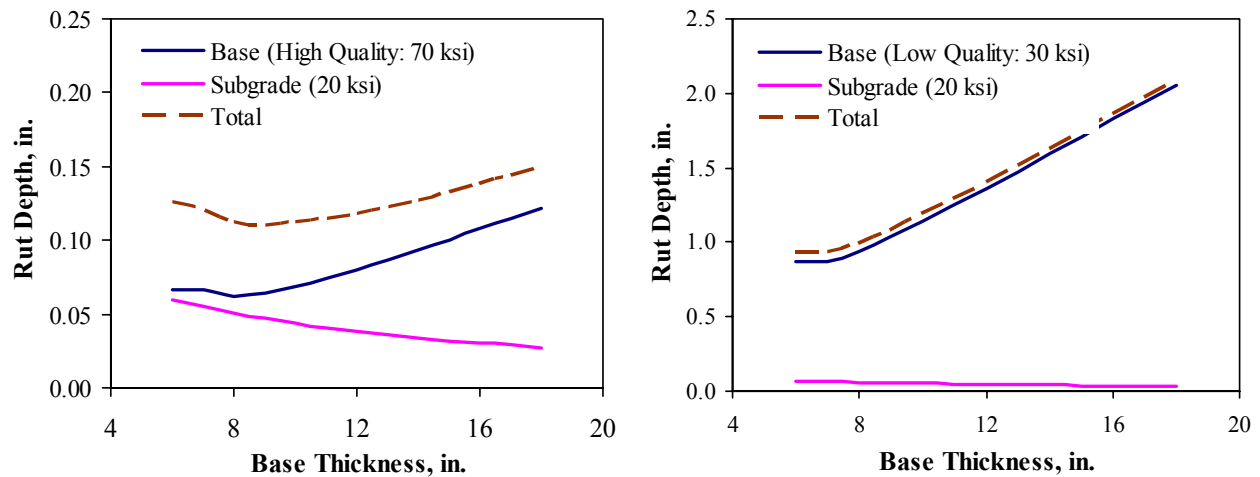 0.25
0.20
0.15
0.10
0.05
0.00
Rut Depth, in.
Base (High Quality: 70 ksi)
Subgrade (20 ksi)
Total
4
8
12
16
20
Base Thickness, in.
2.5
2.0
1.5
1.0
0.5
0.0
Rut Depth, in.
Base (Low Quality: 30 ksi)
Subgrade (20 ksi)
Total
4
8
12
16
20
Base Thickness, in.